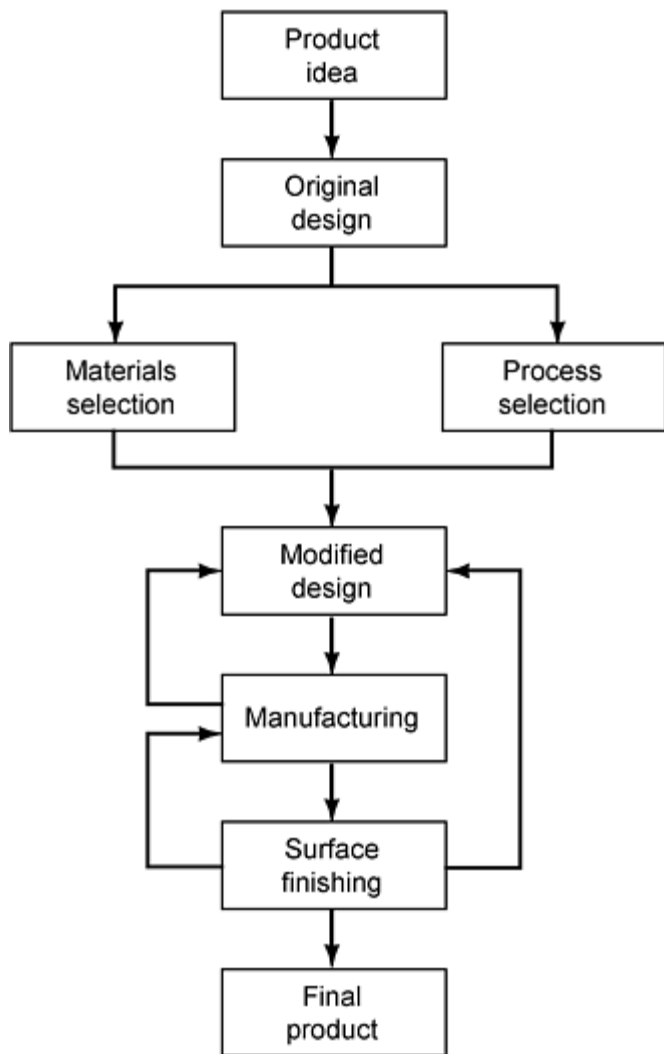 Product
idea
Original
design
Materials
selection
Process
selection
Modified
design
Manufacturing
Surface
finishing
Final
product